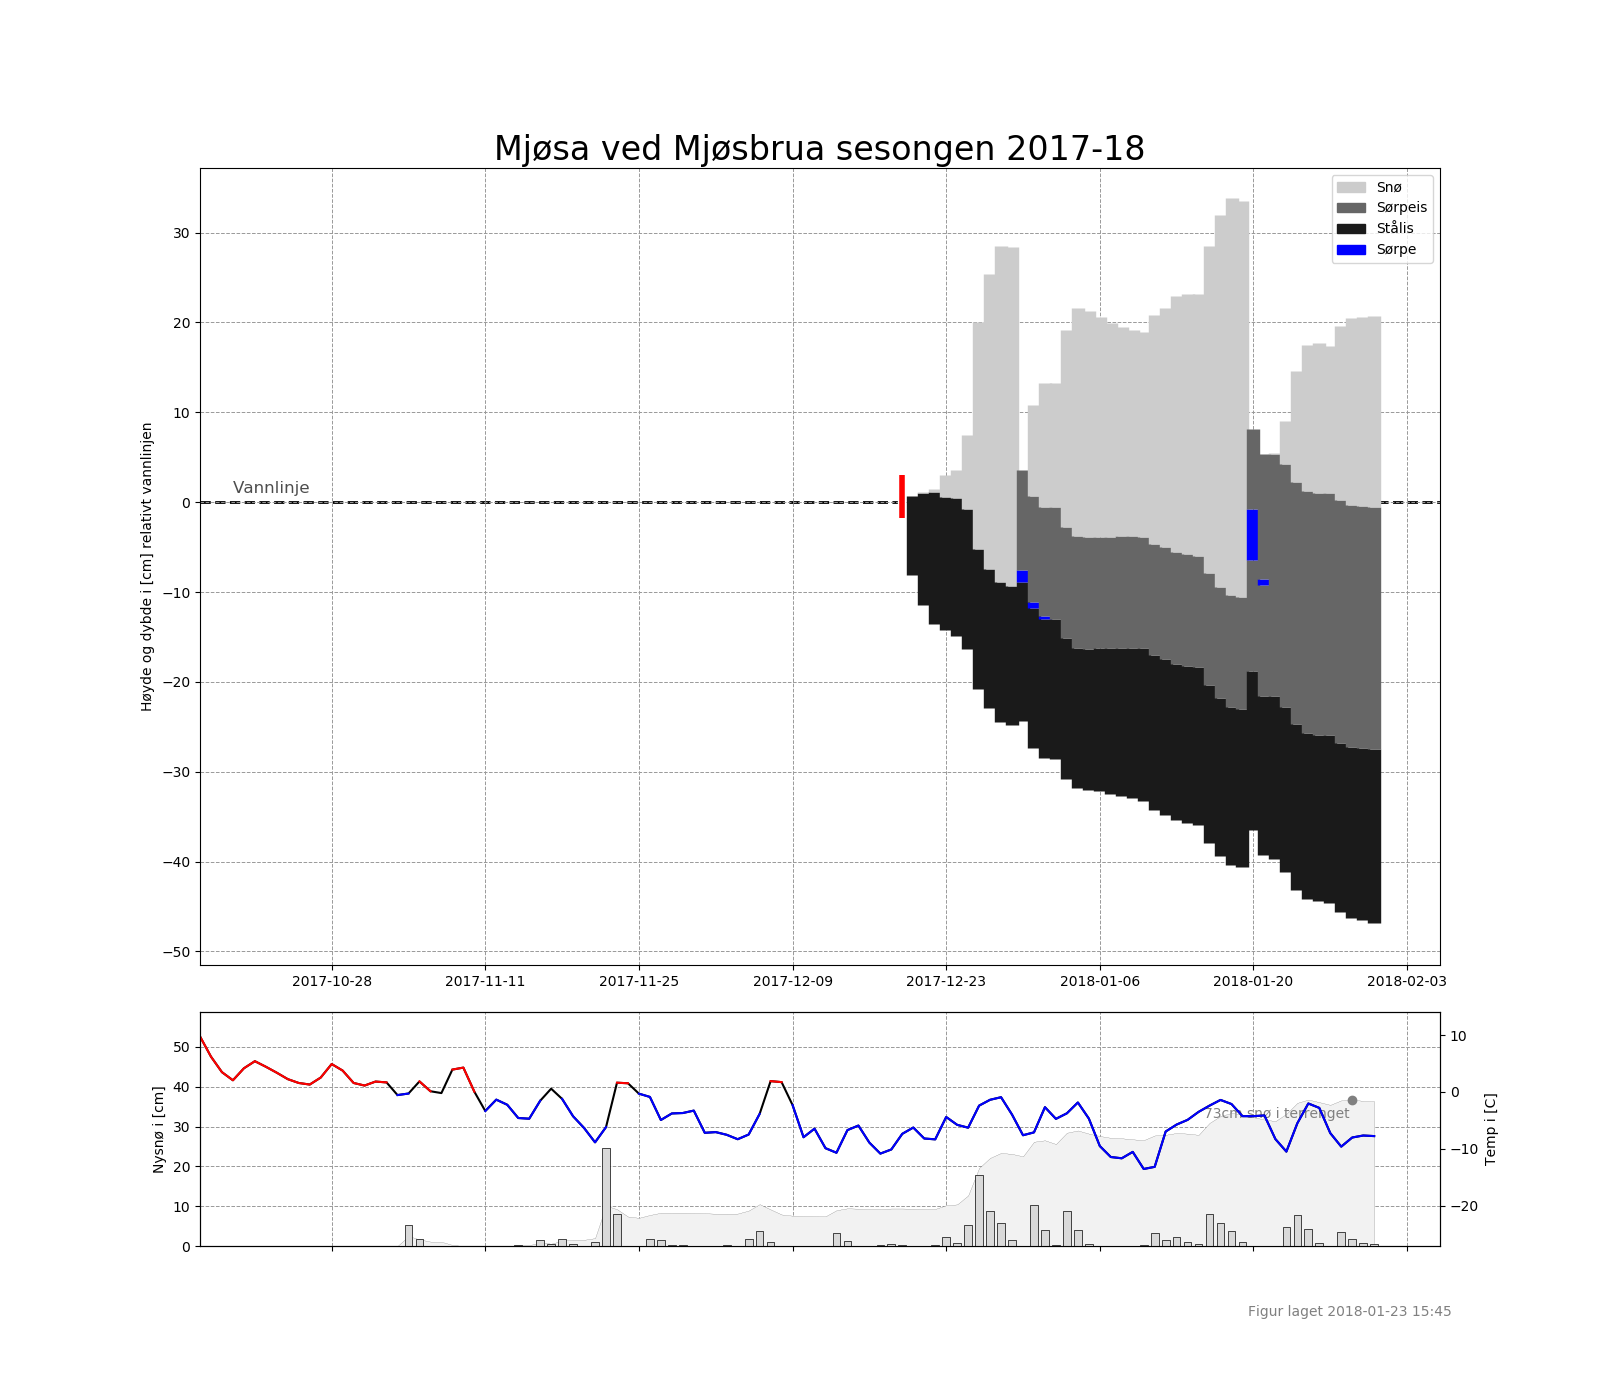 Mjøsa ved Mjøsbrua sesongen 2017-18
Snø
Sørpeis
Stålis
Sørpe
Høyde og dybde i [cm] relativt vannlinjen
30
20
10
0
−10
−20
−30
−40
−50
Vannlinje
2017-10-28 2017-11-11 2017-11-25 2017-12-09 2017-12-23 2018-01-06 2018-01-20 2018-02-03
Nysnø i [cm]
50
40
30
20
10
0
73cm snø i terrenget
10
0
−10
−20
Temp i [C]
Figur laget 2018-01-23 15:45